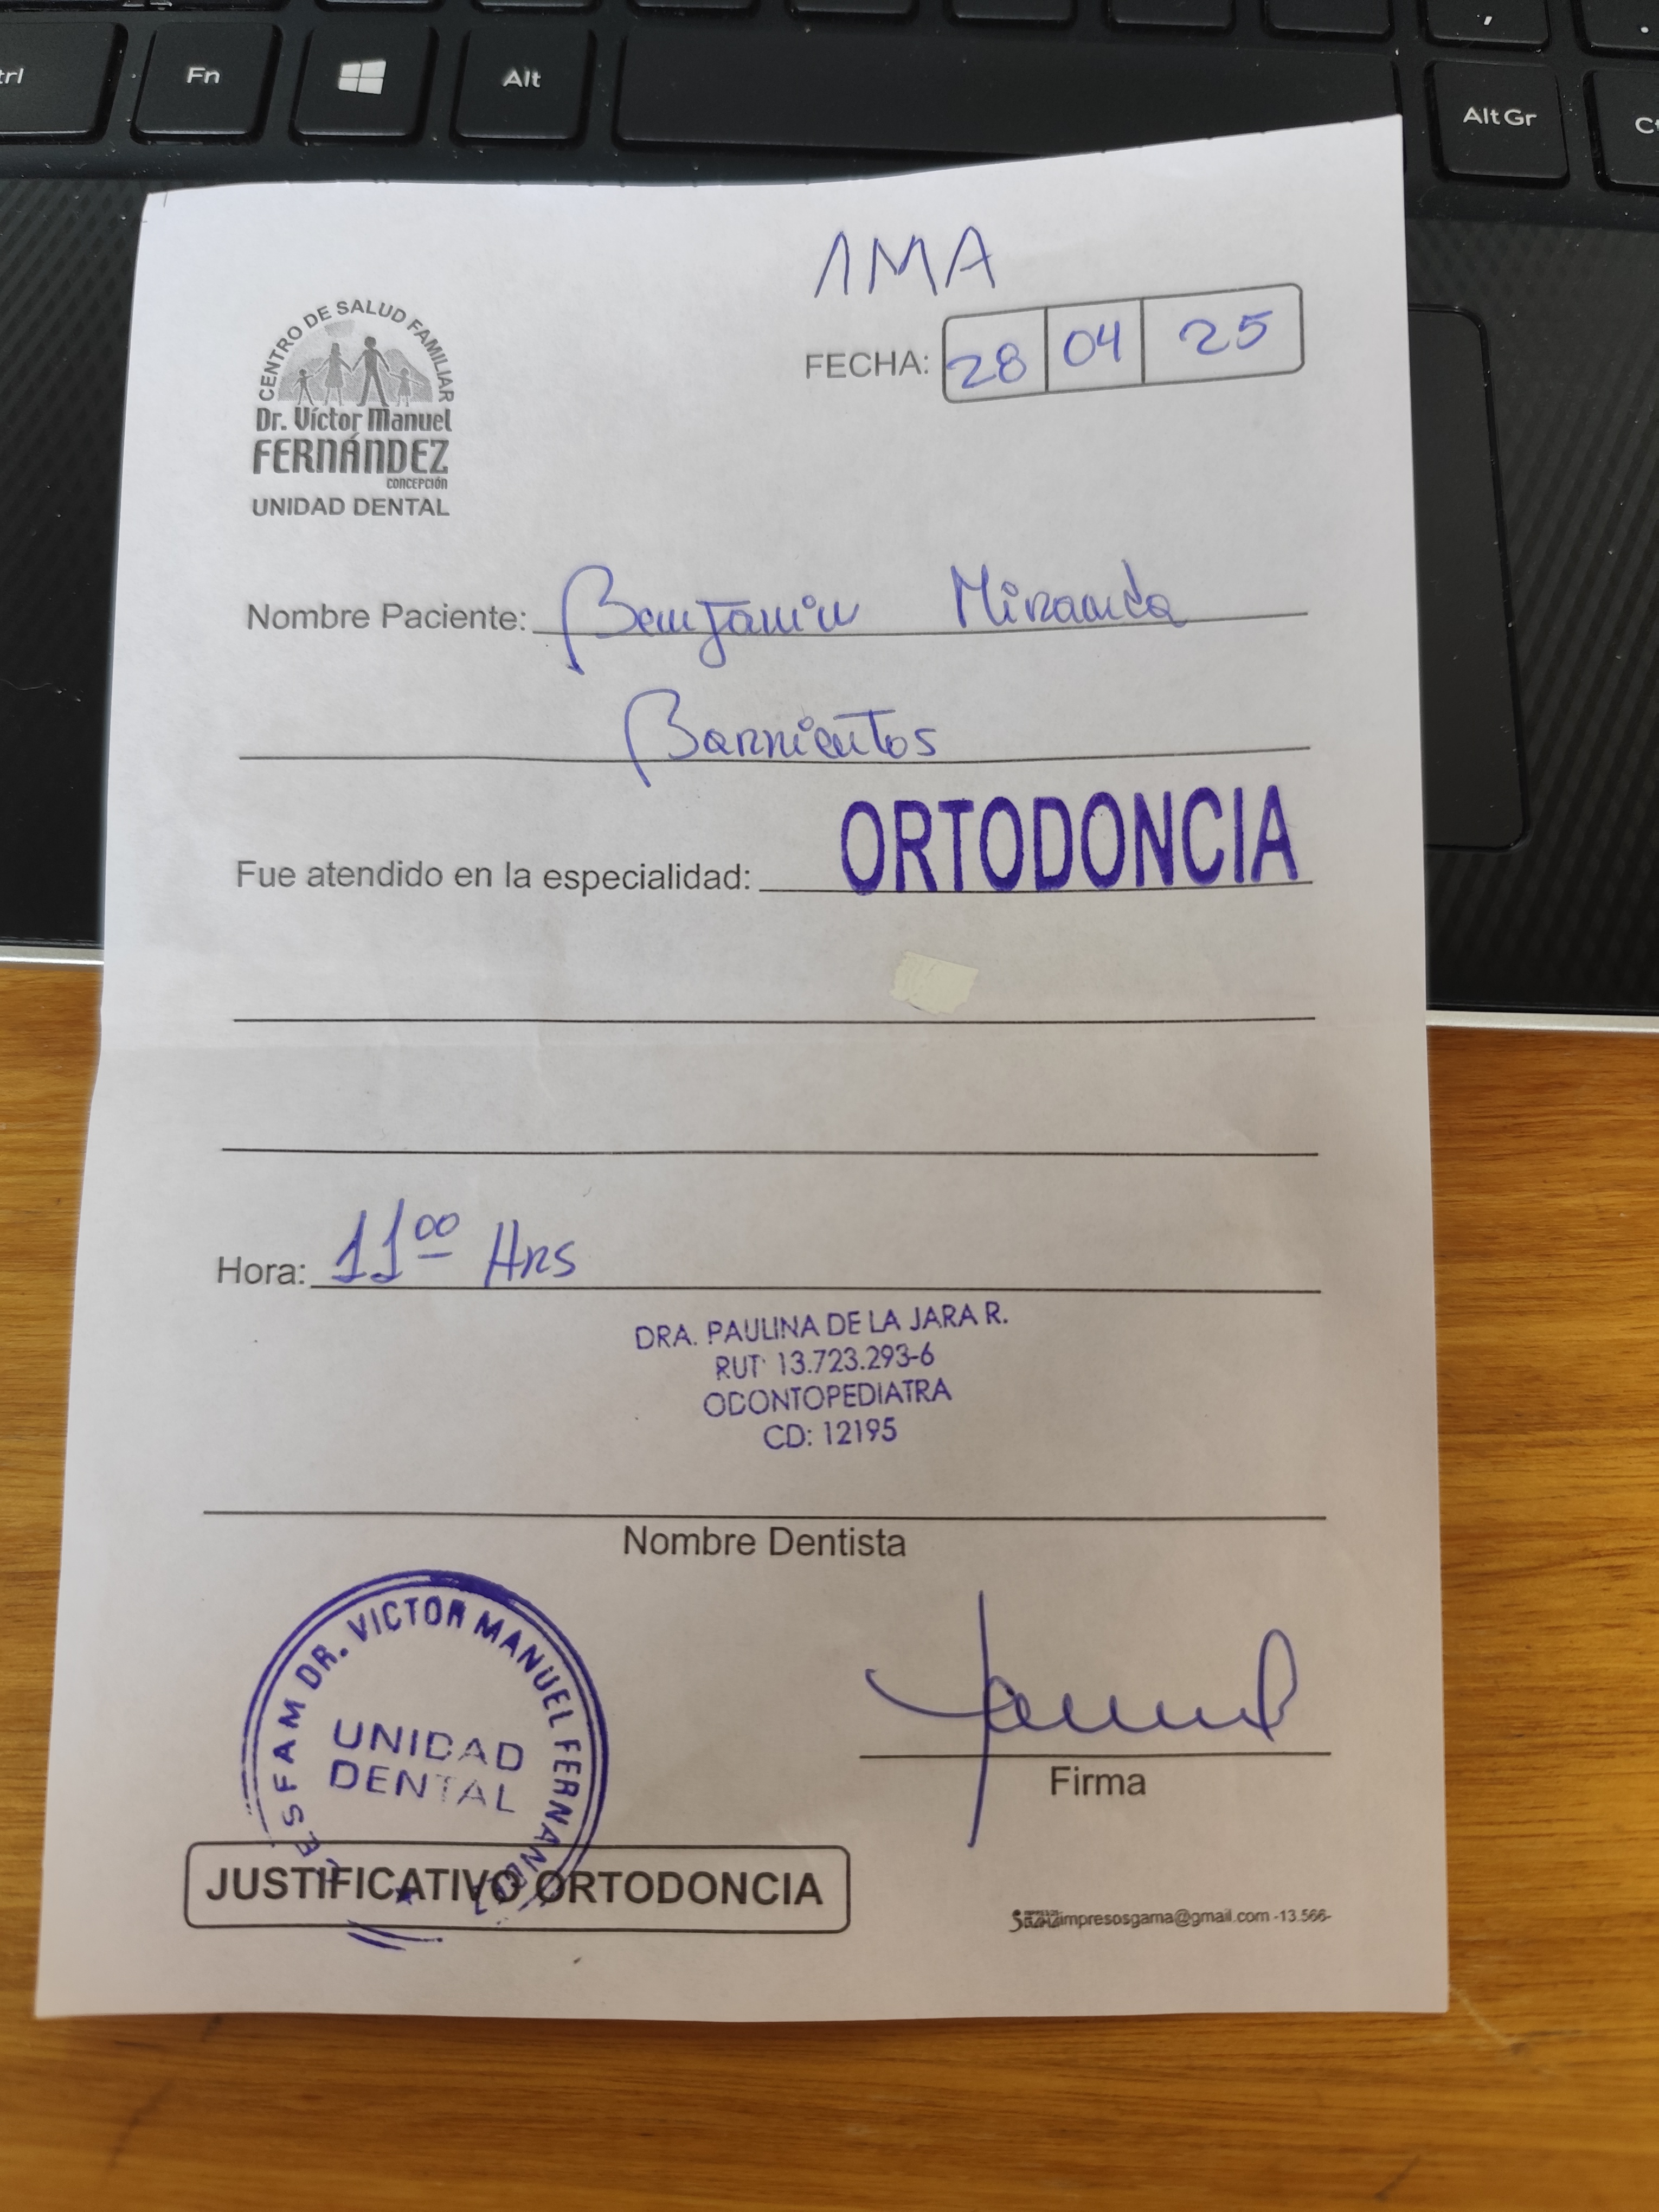 trl Fn Alt Alt Gr
1MA
FECHA: 28 04 25
CENTRO DE SALUD FAMILIAR
Dr. Víctor Manuel
FERNÁNDEZ
CONCEPCIÓN
UNIDAD DENTAL
Nombre Paciente: Benjamin Miranda
Barrientos
Fue atendido en la especialidad: ORTODONCIA
Hora: 11⁰⁰ Hrs
DRA. PAULINA DE LA JARA R.
RUT: 13.723.293-6
ODONTOPEDIATRA
CD: 12195
Nombre Dentista
CESFAM DR. VICTOR MANUEL FERNANDEZ
UNIDAD
DENTAL
Firma
JUSTIFICATIVO ORTODONCIA
impresosgama@gmail.com -13.566-